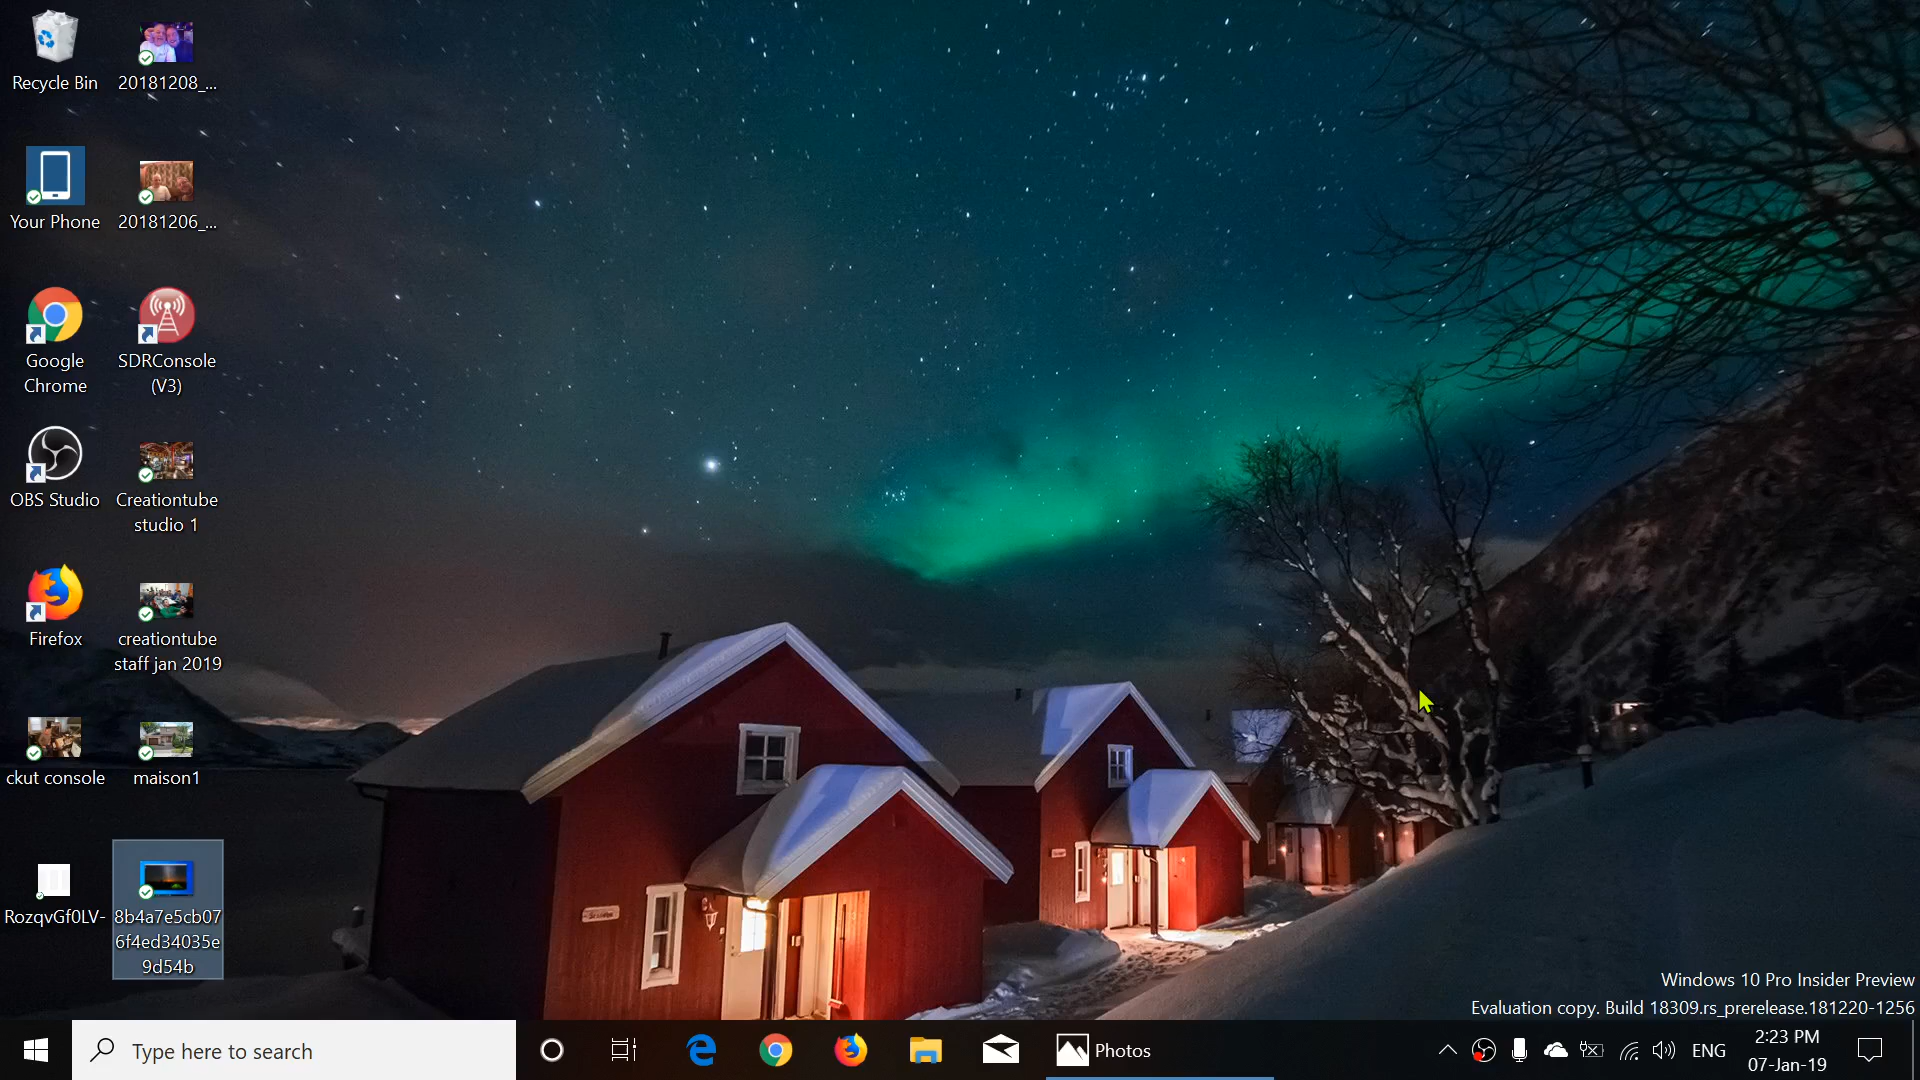 Recycle Bin
20181208_...
Your Phone
20181206_...
Google
Chrome
SDRConsole
(V3)
OBS Studio
Creationtube
studio 1
Firefox
creationtube
staff jan 2019
ckut console
maison1
RozqvGf0LV-
8b4a7e5cb07
6f4ed34035e
9d54b
Windows 10 Pro Insider Preview
Evaluation copy. Build 18309.rs_prerelease.181220-1256
Type here to search
Photos
ENG
2:23 PM
07-Jan-19